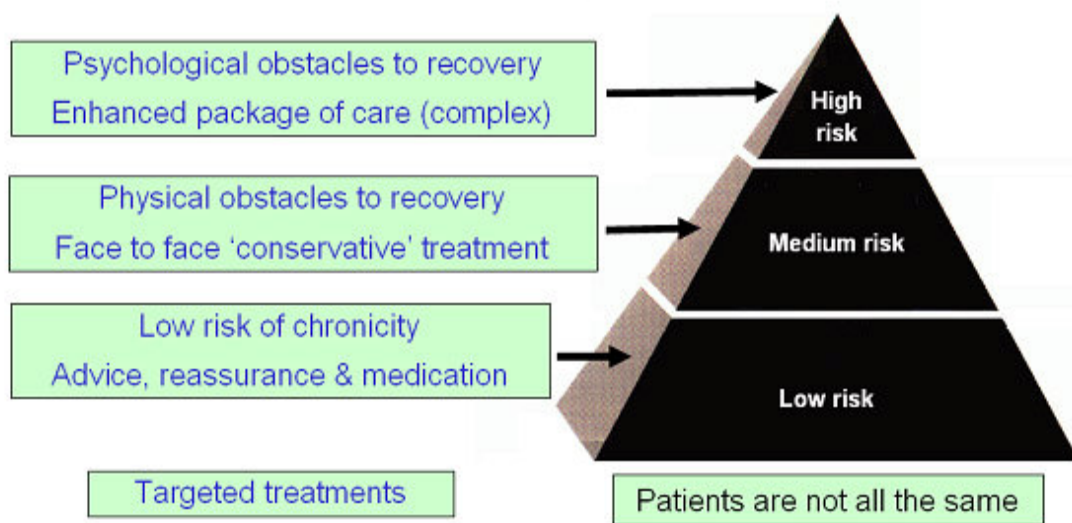 Psychological obstacles to recovery
Enhanced package of care (complex)
High
risk
Physical obstacles to recovery
Face to face ‘conservative’ treatment
Medium risk
Low risk of chronicity
Advice, reassurance & medication
Low risk
Targeted treatments
Patients are not all the same